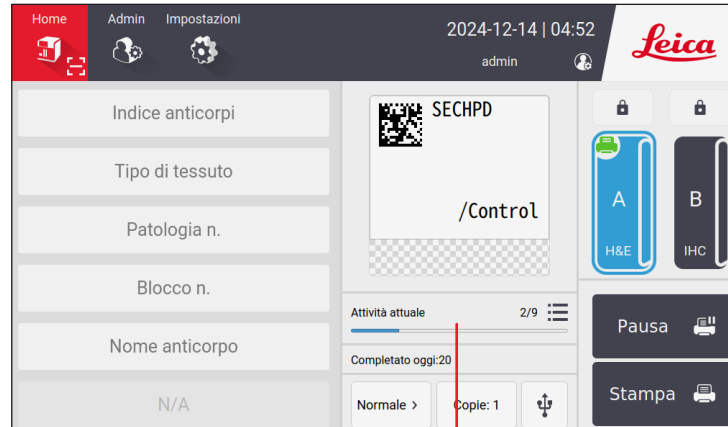 Home Admin Impostazioni
2024-12-14 | 04:52
admin
Leica
Indice anticorpi
Tipo di tessuto
Patologia n.
Blocco n.
Nome anticorpo
N/A
SECHPD
/Control
Attività attuale 2/9
Completato oggi:20
Normale > Copie: 1
A
H&E
B
IHC
Pausa
Stampa